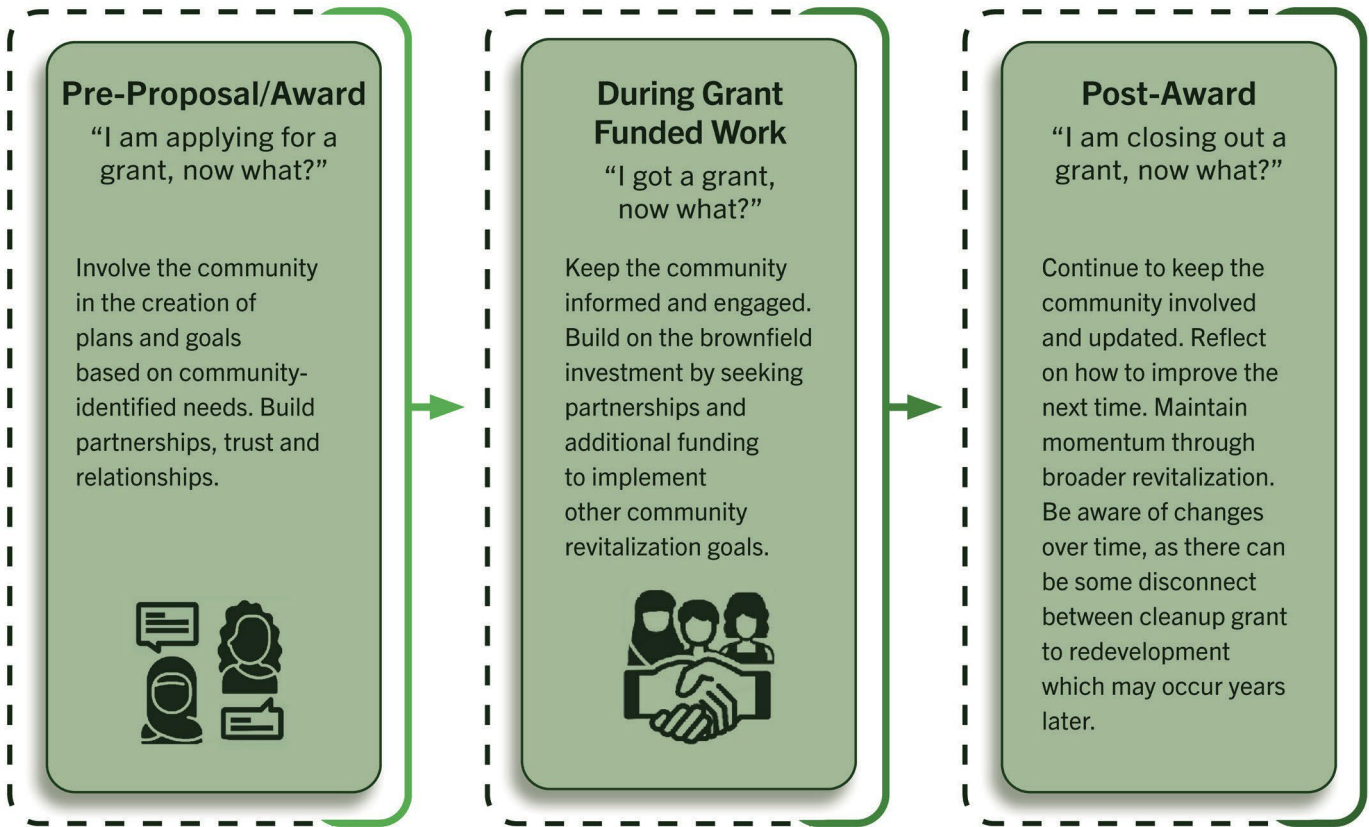 Pre-Proposal/Award
“I am applying for a
grant, now what?”
Involve the community
in the creation of
plans and goals
based on community-
identified needs. Build
partnerships, trust and
relationships.
During Grant
Funded Work
“I got a grant,
now what?”
Keep the community
informed and engaged.
Build on the brownfield
investment by seeking
partnerships and
additional funding
to implement
other community
revitalization goals.
Post-Award
“I am closing out a
grant, now what?”
Continue to keep the
community involved
and updated. Reflect
on how to improve the
next time. Maintain
momentum through
broader revitalization.
Be aware of changes
over time, as there can
be some disconnect
between cleanup grant
to redevelopment
which may occur years
later.